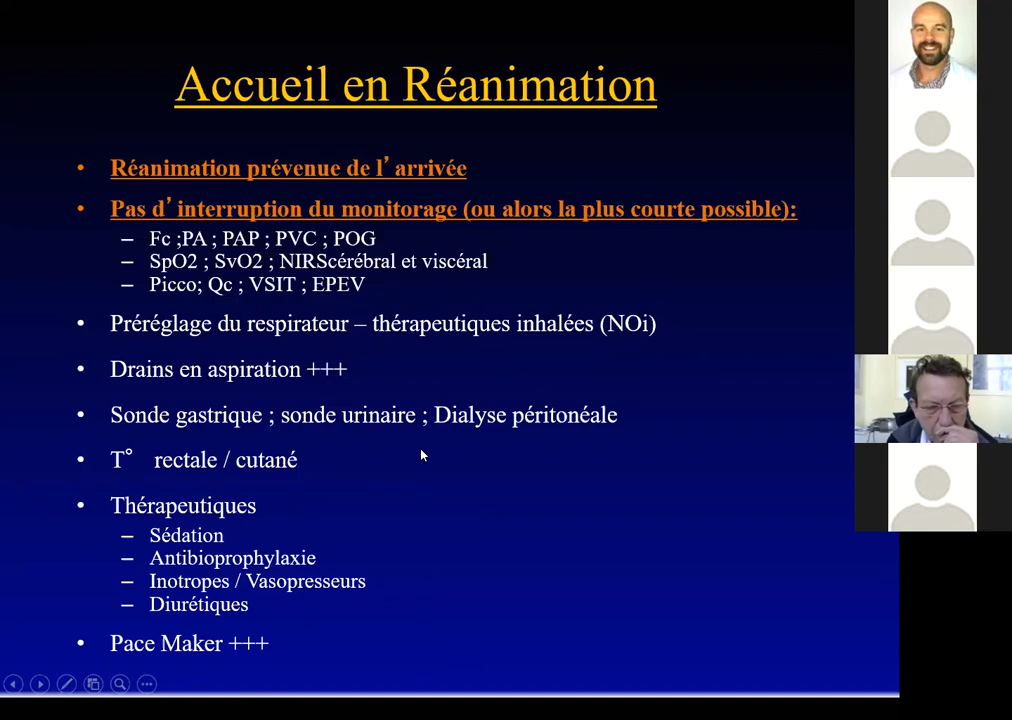 Accueil en Réanimation
• Réanimation prévenue de l’arrivée
• Pas d’interruption du monitorage (ou alors la plus courte possible):
– Fc ;PA ; PAP ; PVC ; POG
– SpO2 ; SvO2 ; NIRScérébral et viscéral
– Picco; Qc ; VSIT ; EPEV
• Préréglage du respirateur – thérapeutiques inhalées (NOi)
• Drains en aspiration +++
• Sonde gastrique ; sonde urinaire ; Dialyse péritonéale
• T° rectale / cutané
• Thérapeutiques
– Sédation
– Antibioprophylaxie
– Inotropes / Vasopresseurs
– Diurétiques
• Pace Maker +++